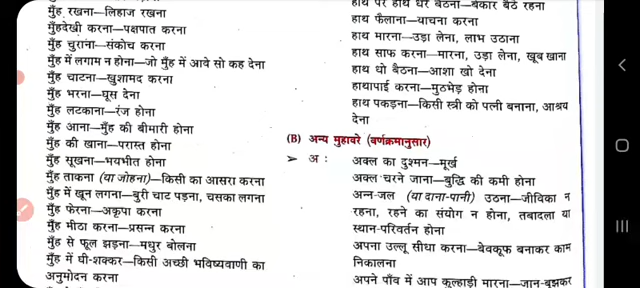 मुँह रखना—लिहाज रखना
मुँहदेखी करना—पक्षपात करना
मुँह चुराना—संकोच करना
मुँह में लगाम न होना—जो मुँह में आवे सो कह देना
मुँह चाटना—खुशामद करना
मुँह भरना—घूस देना
मुँह लटकाना—रंज होना
मुँह आना—मुँह की बीमारी होना
मुँह की खाना—परास्त होना
मुँह सूखना—भयभीत होना
मुँह ताकना (या जोहना)—किसी का आसरा करना
मुँह में खून लगना—बुरी चाट पड़ना, चसका लगना
मुँह फेरना—अकृपा करना
मुँह मीठा करना—प्रसन्न करना
मुँह से फूल झड़ना—मधुर बोलना
मुँह में घी-शक्कर—किसी अच्छी भविष्यवाणी का
अनुमोदन करना
हाथ पर हाथ धरे बैठना—बेकार बैठे रहना
हाथ फैलाना—याचना करना
हाथ मारना—उड़ा लेना, लाभ उठाना
हाथ साफ करना—मारना, उड़ा लेना, खूब खाना
हाथ धो बैठना—आशा खो देना
हाथापाई करना—मुठभेड़ होना
हाथ पकड़ना—किसी स्त्री को पत्नी बनाना, आश्रय
देना
(B) अन्य मुहावरे (वर्णक्रमानुसार)
➢ अ : अक्ल का दुश्मन—मूर्ख
अक्ल चरने जाना—बुद्धि की कमी होना
अन्न-जल (या दाना-पानी) उठना—जीविका न
रहना, रहने का संयोग न होना, तबादला या
स्थान-परिवर्तन होना
अपना उल्लू सीधा करना—बेवकूफ बनाकर काम
निकालना
अपने पाँव में आप कुल्हाड़ी मारना—जान-बूझकर